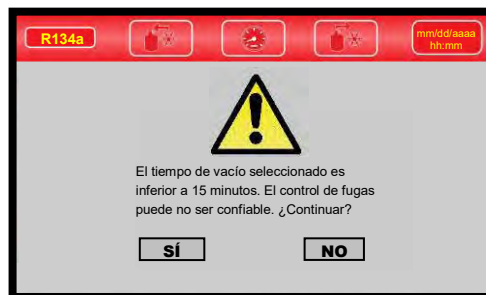 R134a
mm/dd/aaaa
hh:mm
El tiempo de vacío seleccionado es
inferior a 15 minutos. El control de fugas
puede no ser confiable. ¿Continuar?
SÍ NO